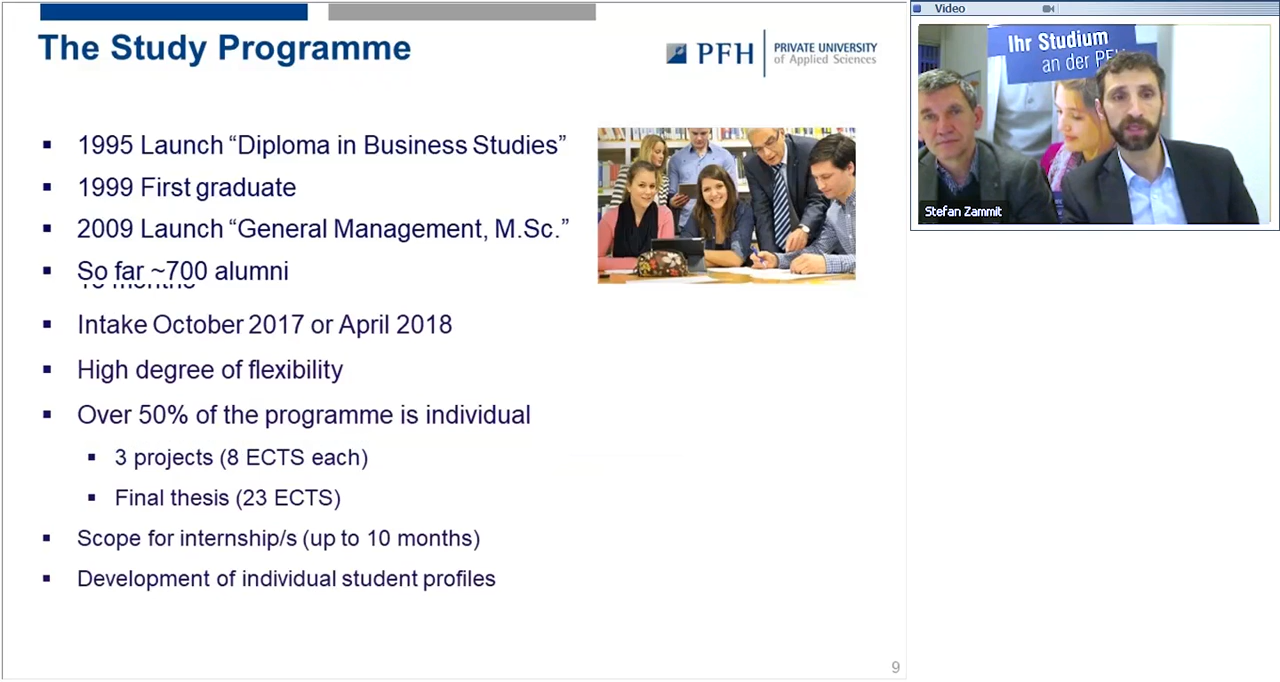 The Study Programme
PFH
PRIVATE UNIVERSITY
of Applied Sciences
1995 Launch “Diploma in Business Studies”
1999 First graduate
2009 Launch “General Management, M.Sc.”
So far ~700 alumni
months
Intake October 2017 or April 2018
High degree of flexibility
Over 50% of the programme is individual
3 projects (8 ECTS each)
Final thesis (23 ECTS)
Scope for internship/s (up to 10 months)
Development of individual student profiles
9
Video
Ihr Studium
an der PFH
Stefan Zammit